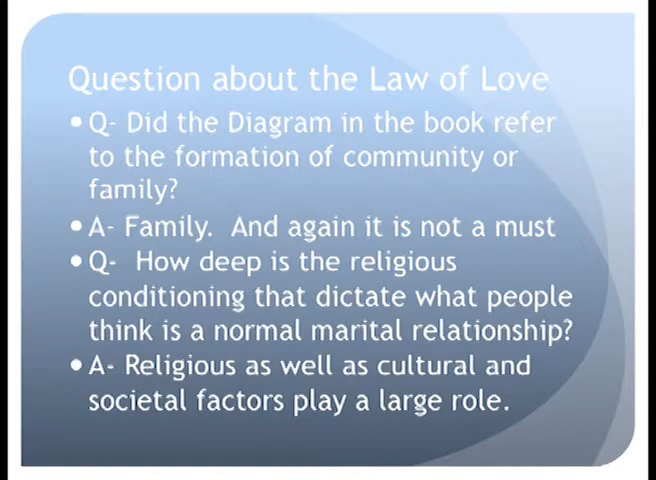 Question about the Law of Love
• Q- Did the Diagram in the book refer
to the formation of community or
family?
• A- Family.  And again it is not a must
• Q-  How deep is the religious
conditioning that dictate what people
think is a normal marital relationship?
• A- Religious as well as cultural and
societal factors play a large role.